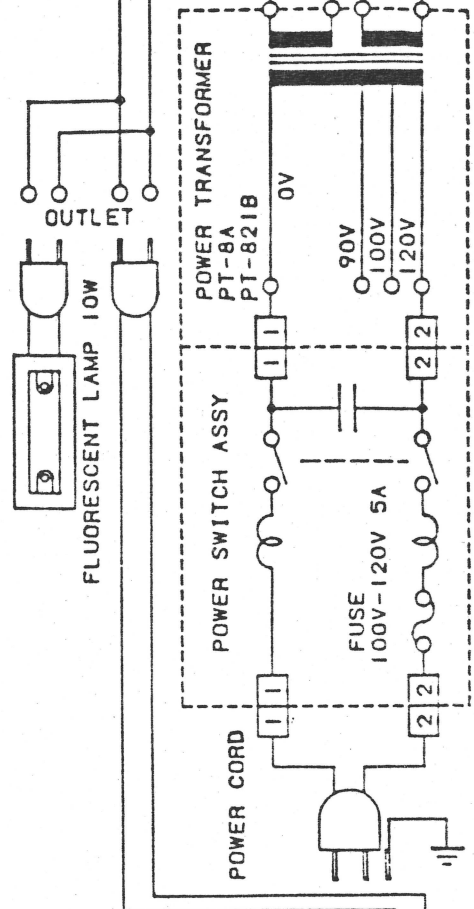 OUTLET
FLUORESCENT LAMP 10W
POWER TRANSFORMER
PT-8A
PT-821B
0V
90V
100V
120V
1
1
2
2
POWER SWITCH ASSY
FUSE
100V-120V 5A
1
1
2
2
POWER CORD